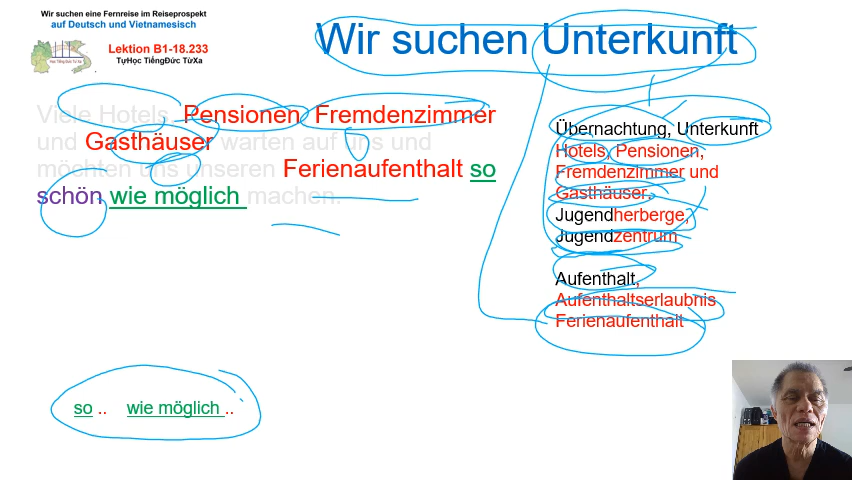 Wir suchen eine Fernreise im Reiseprospekt
auf Deutsch und Vietnamesisch
Lektion B1-18.233
TựHọc TiếngĐức TừXa
Wir suchen Unterkunft
Viele Hotels, Pensionen, Fremdenzimmer
und Gasthäuser warten auf uns und
möchten uns unseren Ferienaufenthalt so
schön wie möglich machen.
Übernachtung, Unterkunft
Hotels, Pensionen,
Fremdenzimmer und
Gasthäuser.
Jugendherberge,
Jugendzentrum
Aufenthalt,
Aufenthaltserlaubnis
Ferienaufenthalt
so .. wie möglich ..